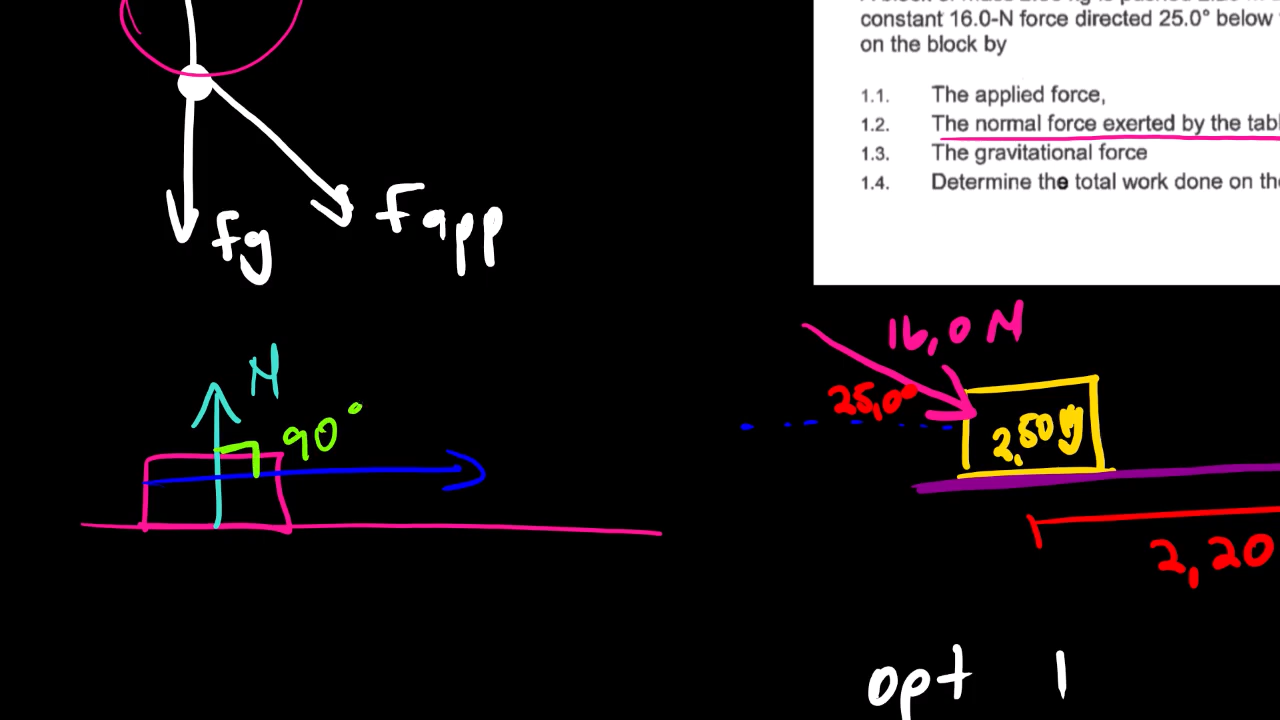 constant 16.0-N force directed 25.0° below
on the block by
1.1. The applied force,
1.2. The normal force exerted by the tabl
1.3. The gravitational force
1.4. Determine the total work done on the
fg
fapp
N
90°
16,0 N
25,0°
2,50 kg
2,20
opt 1